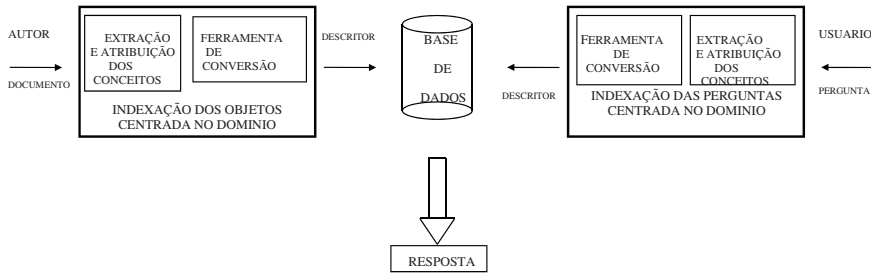 AUTOR
DOCUMENTO
EXTRAÇÃO
E ATRIBUIÇÃO
DOS
CONCEITOS
FERRAMENTA
DE
CONVERSÃO
INDEXAÇÃO DOS OBJETOS
CENTRADA NO DOMINIO
DESCRITOR
BASE
DE
DADOS
DESCRITOR
FERRAMENTA
DE
CONVERSÃO
EXTRAÇÃO
E ATRIBUIÇÃO
DOS
CONCEITOS
INDEXAÇÃO DAS PERGUNTAS
CENTRADA NO DOMINIO
USUARIO
PERGUNTA
RESPOSTA